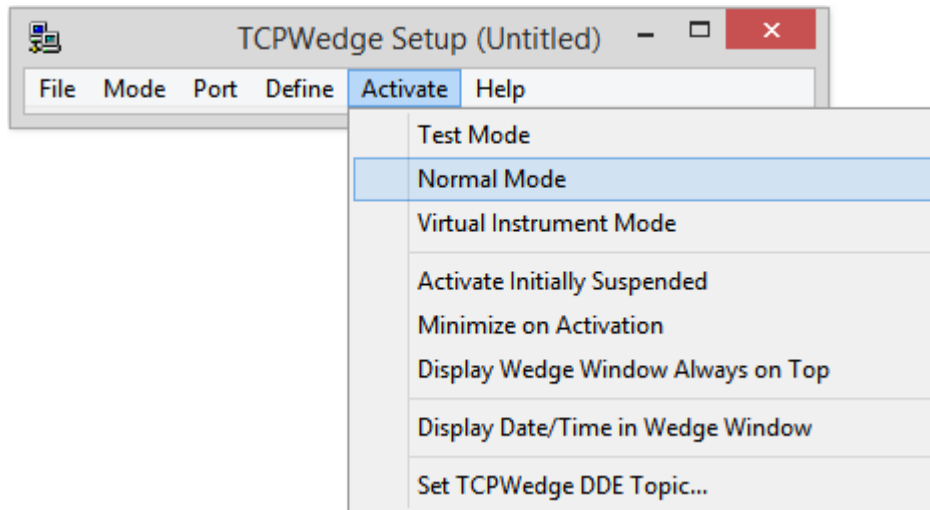 TCPWedge Setup (Untitled)
File Mode Port Define Activate Help
Test Mode
Normal Mode
Virtual Instrument Mode
Activate Initially Suspended
Minimize on Activation
Display Wedge Window Always on Top
Display Date/Time in Wedge Window
Set TCPWedge DDE Topic...